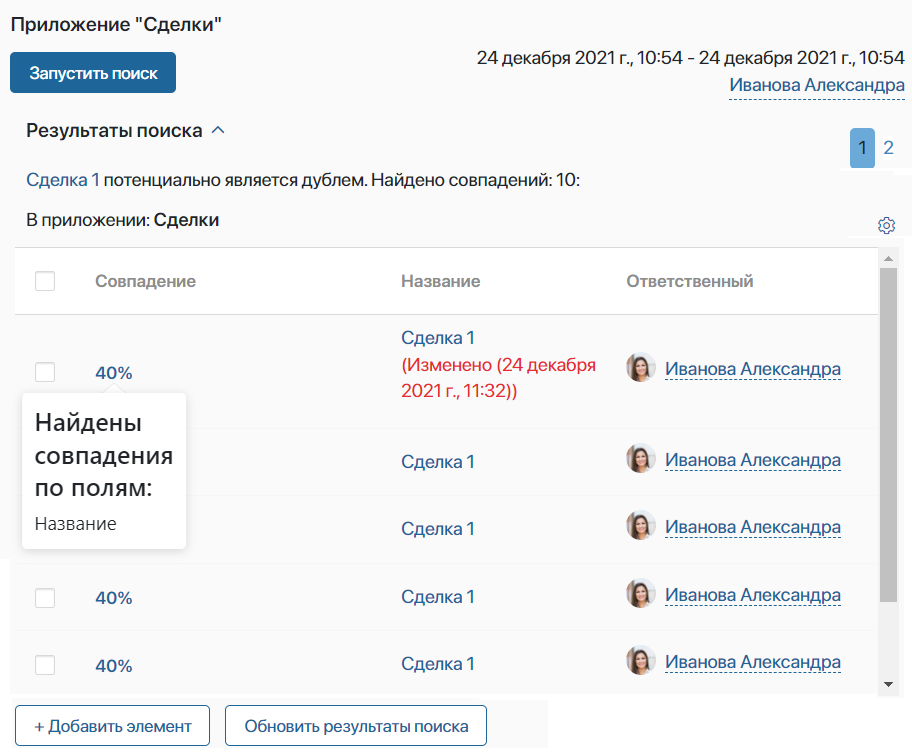 Приложение "Сделки"
Запустить поиск
24 декабря 2021 г., 10:54 - 24 декабря 2021 г., 10:54
Иванова Александра
Результаты поиска
1 2
Сделка 1 потенциально является дублем. Найдено совпадений: 10:
В приложении: Сделки
Совпадение Название Ответственный
Сделка 1
(Изменено (24 декабря
2021 г., 11:32))
40%
Иванова Александра
Найдены
совпадения
по полям:
Название
Сделка 1 Иванова Александра
Сделка 1 Иванова Александра
40% Сделка 1 Иванова Александра
40% Сделка 1 Иванова Александра
+ Добавить элемент Обновить результаты поиска